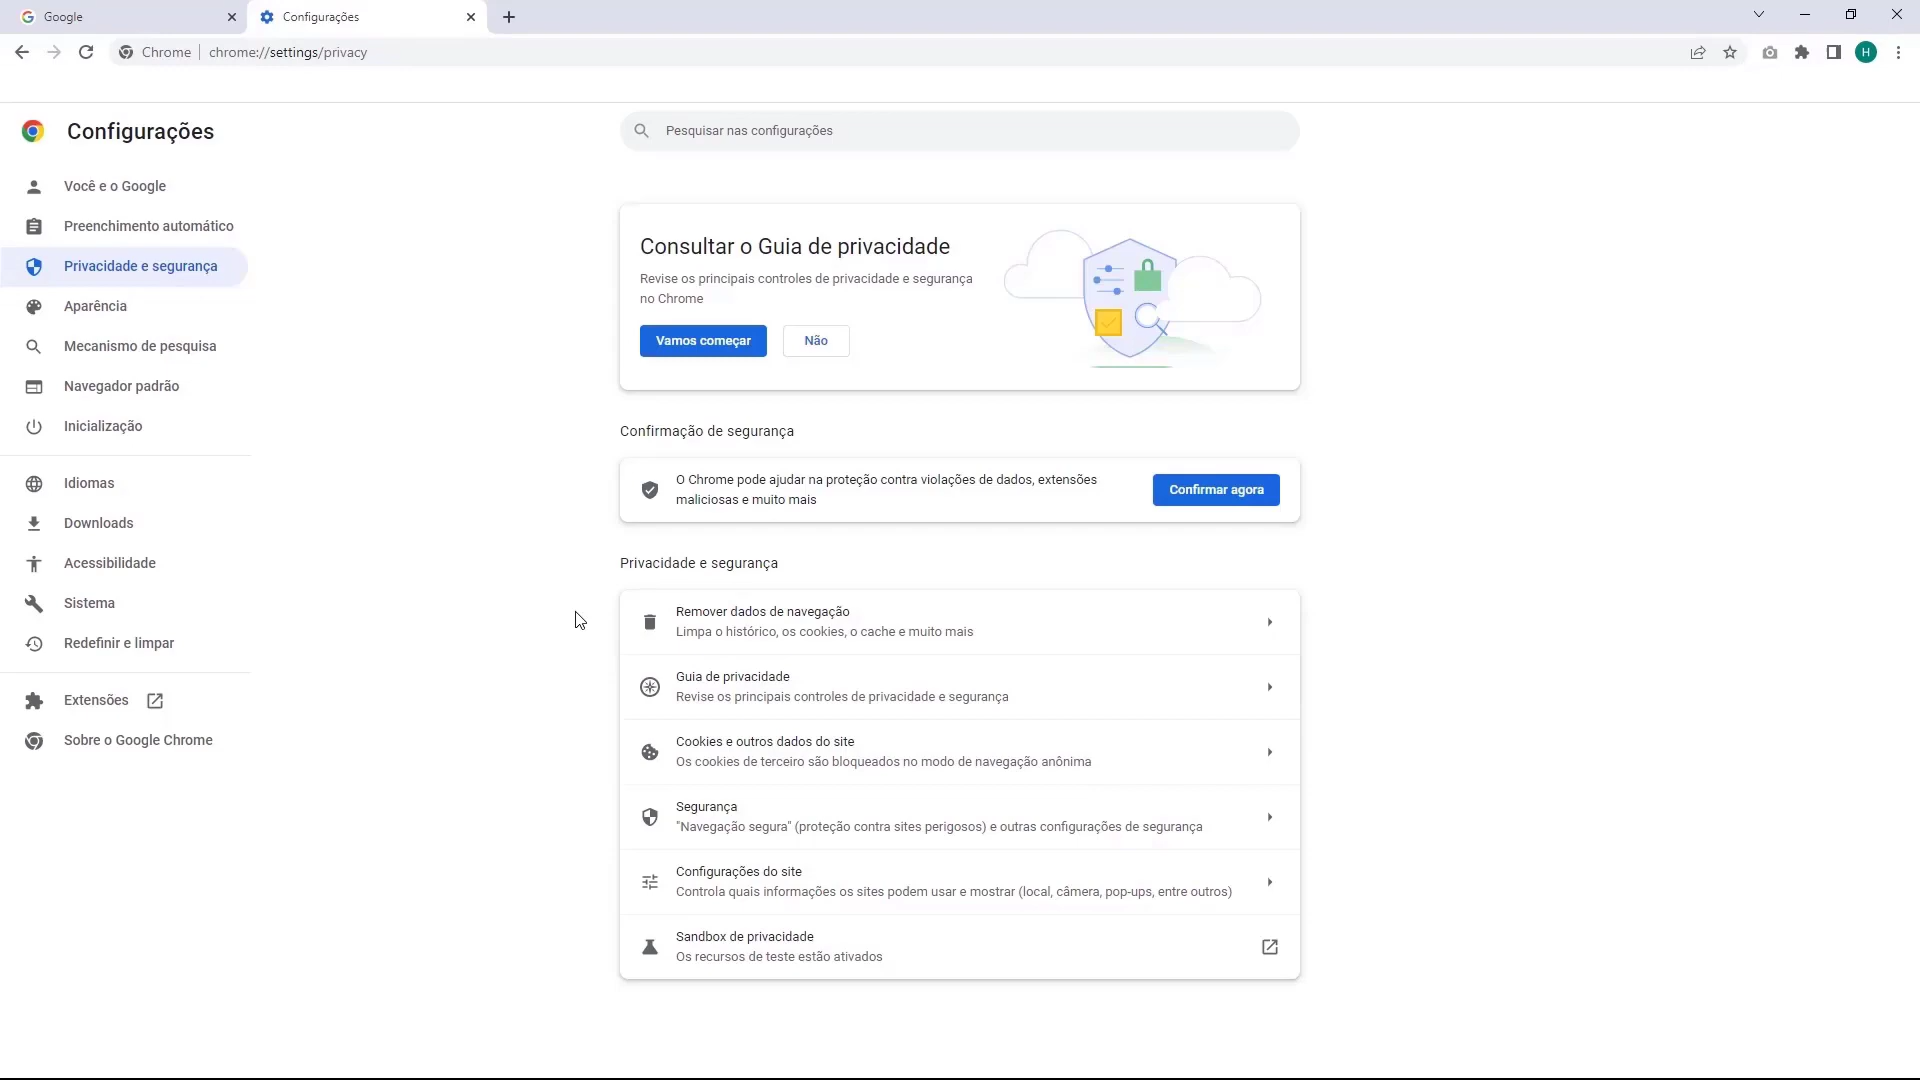 Google
Configurações
Chrome
chrome://settings/privacy
H
Configurações
Pesquisar nas configurações
Você e o Google
Preenchimento automático
Privacidade e segurança
Aparência
Mecanismo de pesquisa
Navegador padrão
Inicialização
Idiomas
Downloads
Acessibilidade
Sistema
Redefinir e limpar
Extensões
Sobre o Google Chrome
Consultar o Guia de privacidade
Revise os principais controles de privacidade e segurança
no Chrome
Vamos começar
Não
Confirmação de segurança
O Chrome pode ajudar na proteção contra violações de dados, extensões
maliciosas e muito mais
Confirmar agora
Privacidade e segurança
Remover dados de navegação
Limpa o histórico, os cookies, o cache e muito mais
Guia de privacidade
Revise os principais controles de privacidade e segurança
Cookies e outros dados do site
Os cookies de terceiro são bloqueados no modo de navegação anônima
Segurança
"Navegação segura" (proteção contra sites perigosos) e outras configurações de segurança
Configurações do site
Controla quais informações os sites podem usar e mostrar (local, câmera, pop-ups, entre outros)
Sandbox de privacidade
Os recursos de teste estão ativados